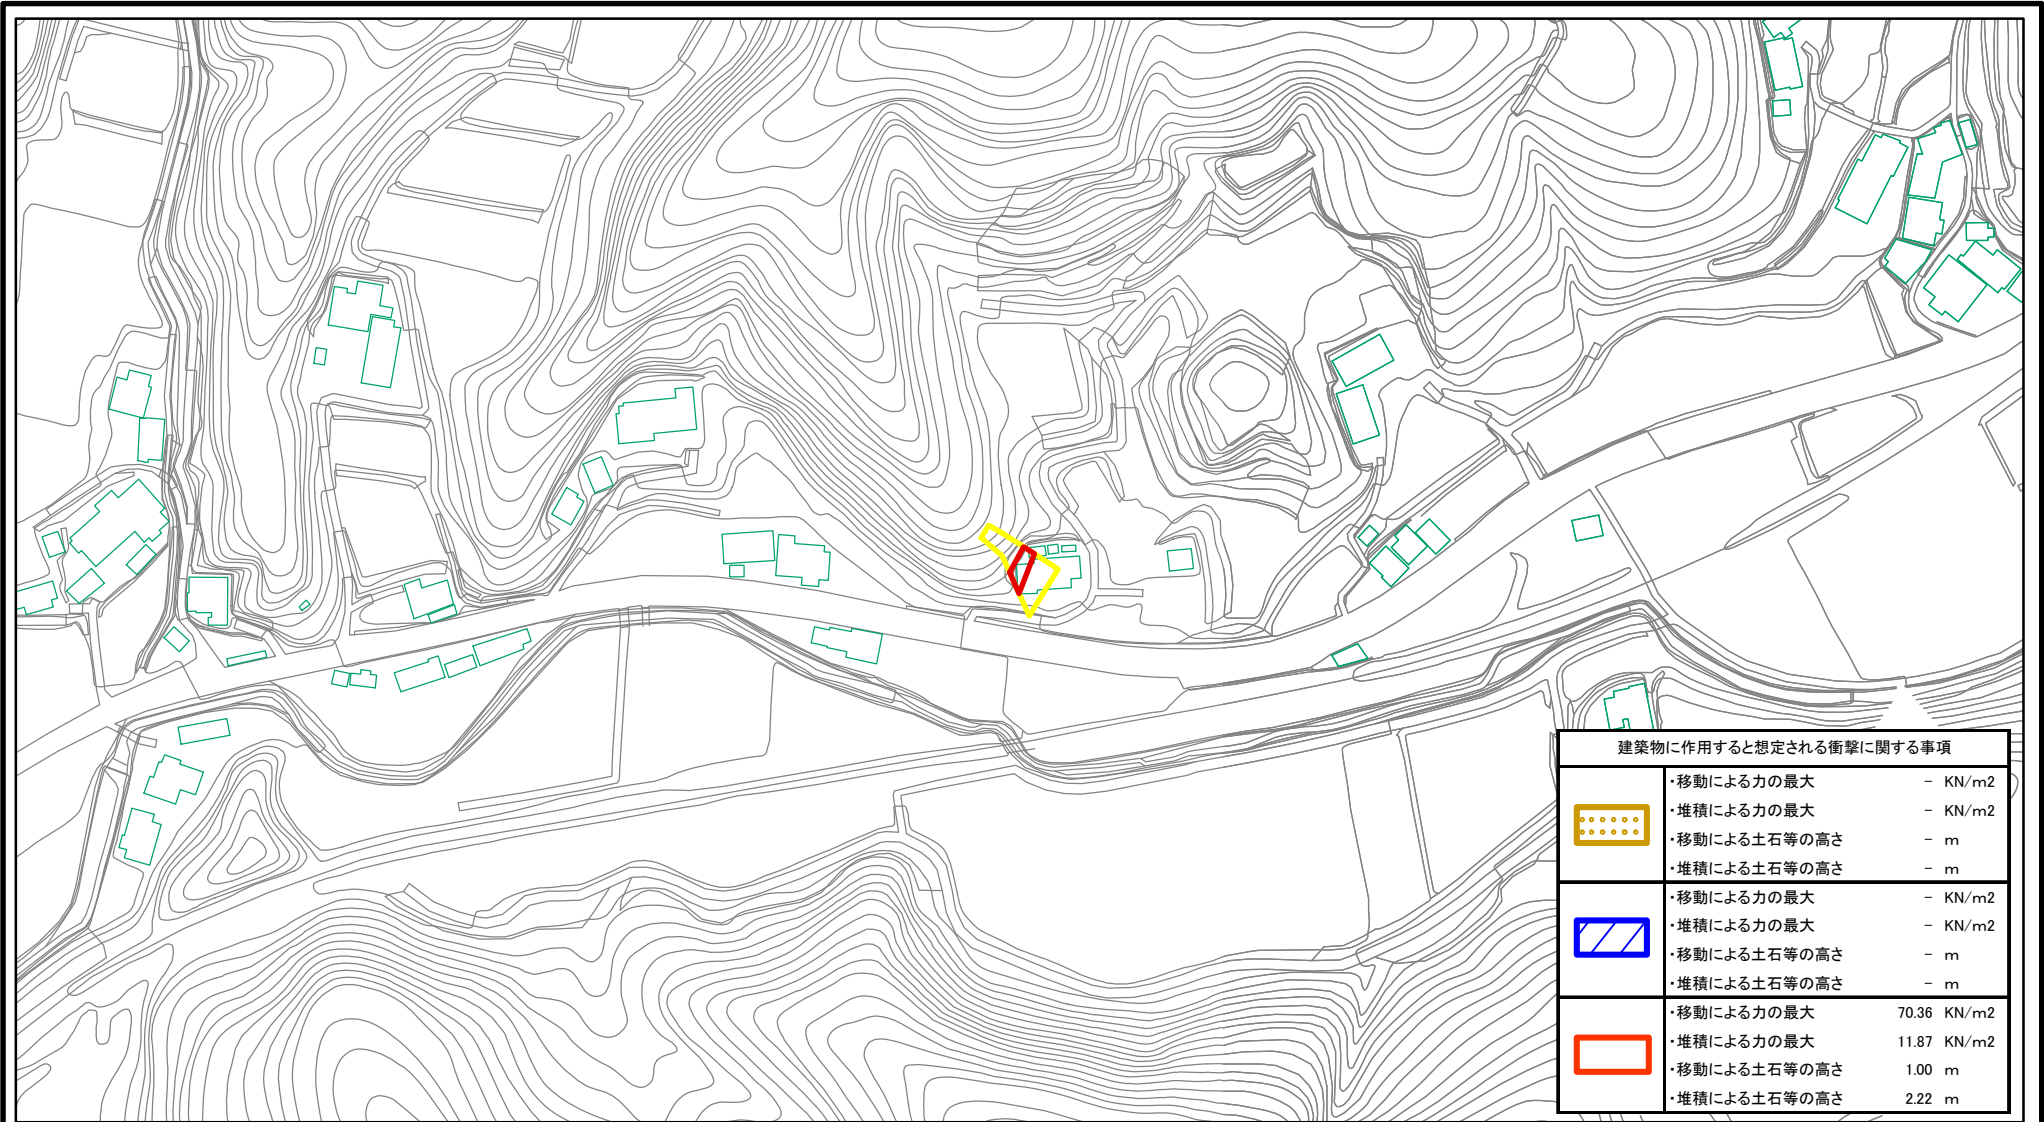 建築物に作用すると想定される衝撃に関する事項
・移動による力の最大 － KN/m2
・堆積による力の最大 － KN/m2
・移動による土石等の高さ － m
・堆積による土石等の高さ － m
・移動による力の最大 － KN/m2
・堆積による力の最大 － KN/m2
・移動による土石等の高さ － m
・堆積による土石等の高さ － m
・移動による力の最大 70.36 KN/m2
・堆積による力の最大 11.87 KN/m2
・移動による土石等の高さ 1.00 m
・堆積による土石等の高さ 2.22 m